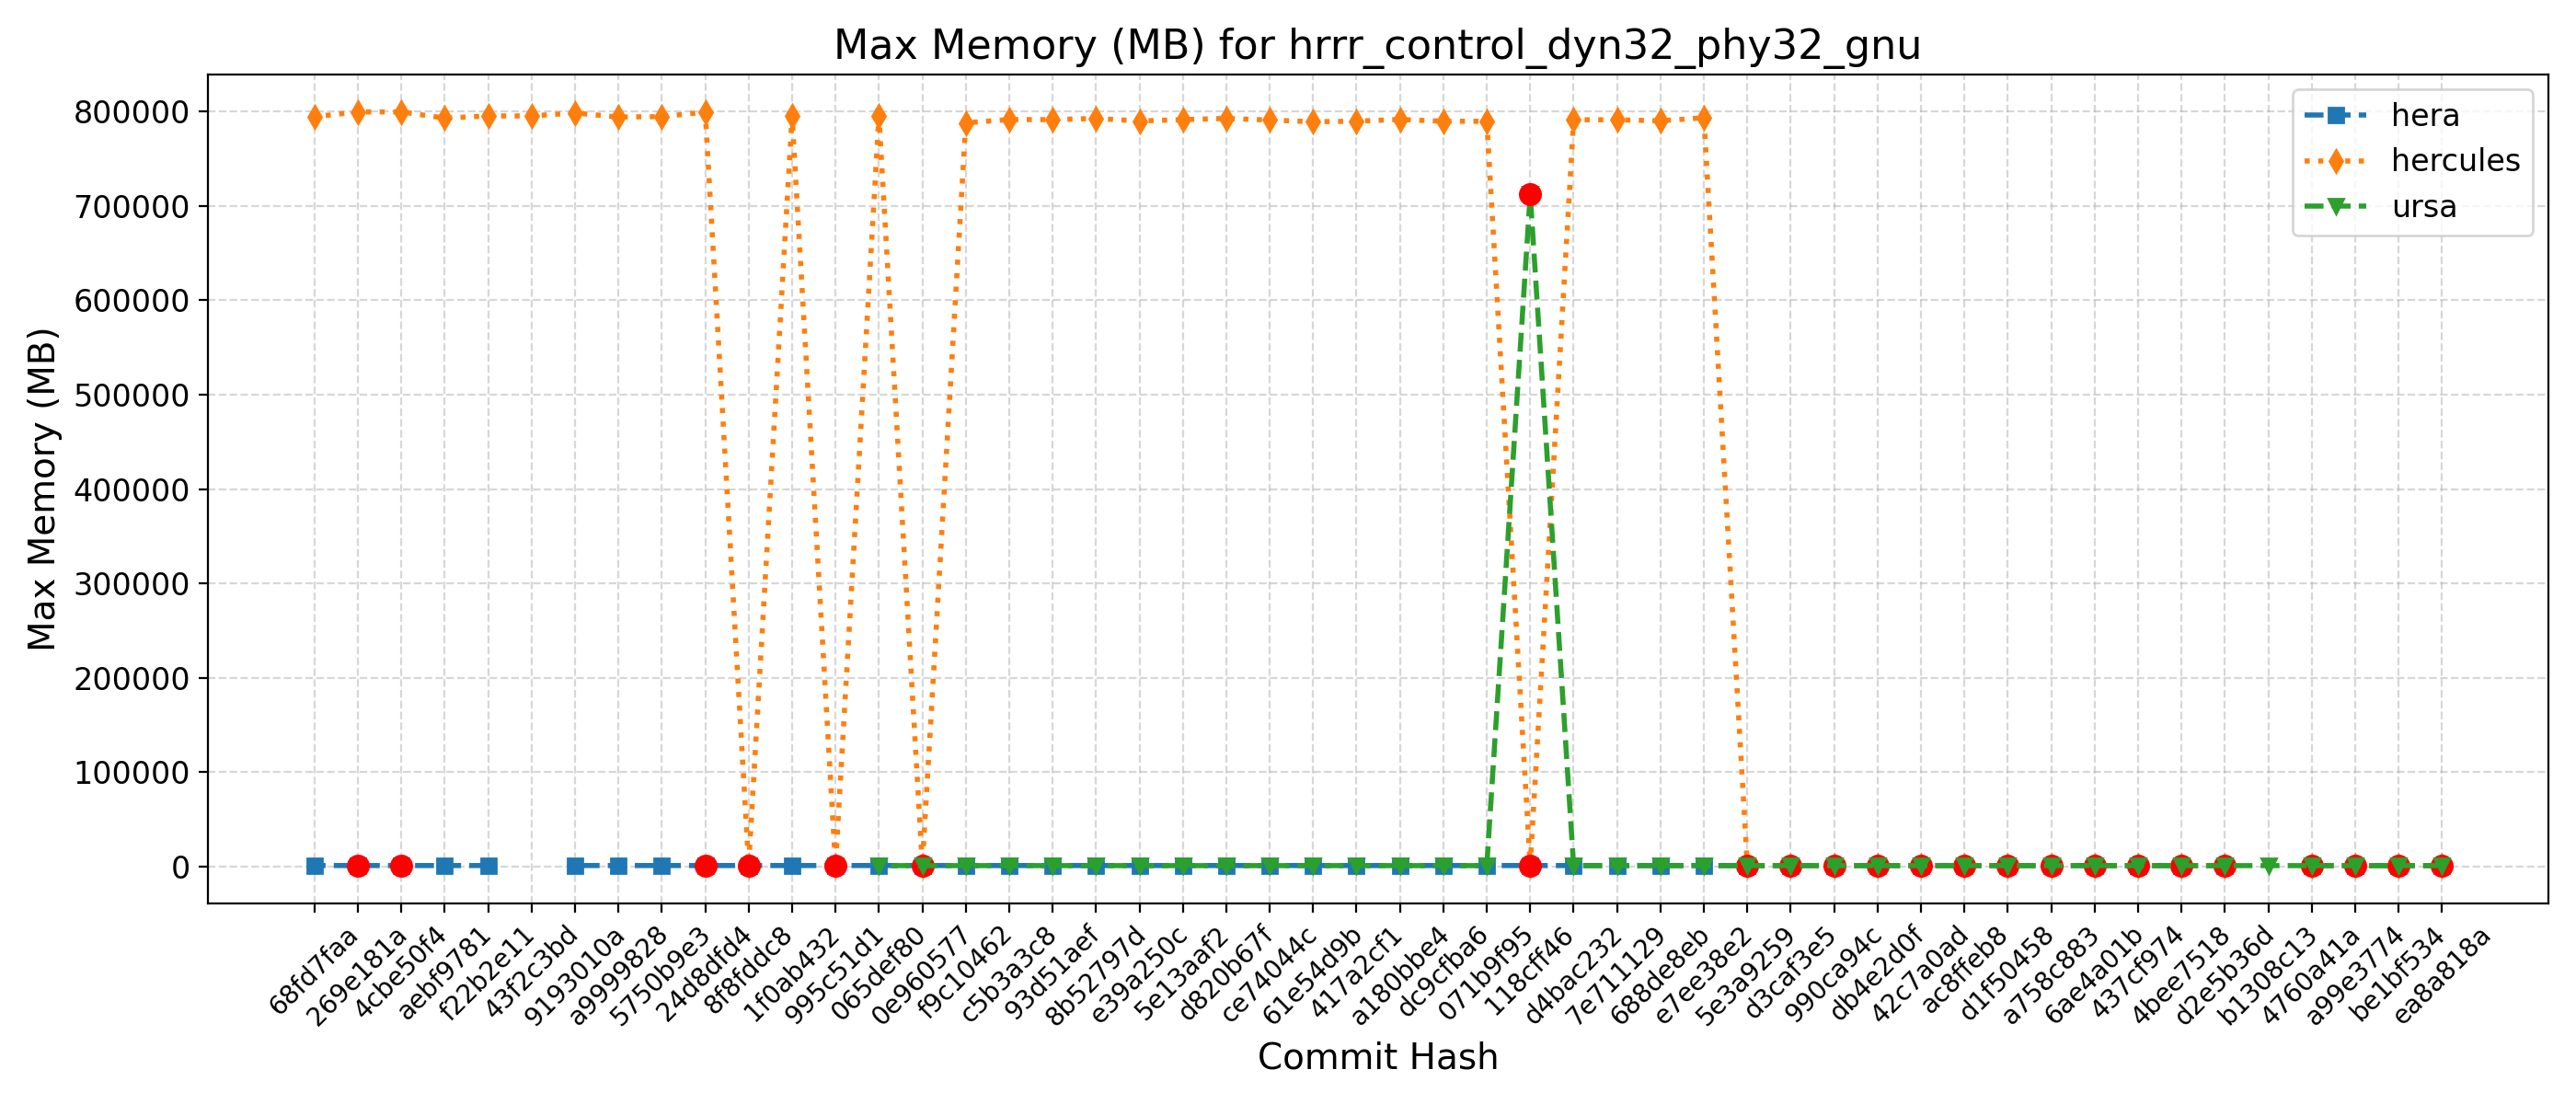 Max Memory (MB) for hrrr_control_dyn32_phy32_gnu
Max Memory (MB)
800000
700000
600000
500000
400000
300000
200000
100000
0
hera
hercules
ursa
68fd7faa
269e181a
4cbe50f4
aebf9781
f22b2e11
43f2c3bd
9193010a
a9999828
5750b9e3
24d8dfd4
8f8fddc8
1f0ab432
995c51d1
065def80
0e960577
f9c10462
c5b3a3c8
93d51aef
8b52797d
e39a250c
5e13aaf2
d820b67f
ce74044c
61e54d9b
417a2cf1
a180bbe4
dc9cfba6
071b9f95
118cff46
d4bac232
7e711129
688de8eb
e7ee38e2
5e3a9259
d3caf3e5
990ca94c
db4e2d0f
42c7a0ad
ac8ffeb8
d1f50458
a758c883
6ae4a01b
437cf974
4bee7518
d2e5b36d
b1308c13
4760a41a
a99e3774
be1bf534
ea8a818a
Commit Hash